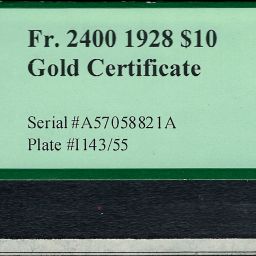 Fr. 2400 1928 $10
Gold Certificate
Serial #A57058821A
Plate #I143/55